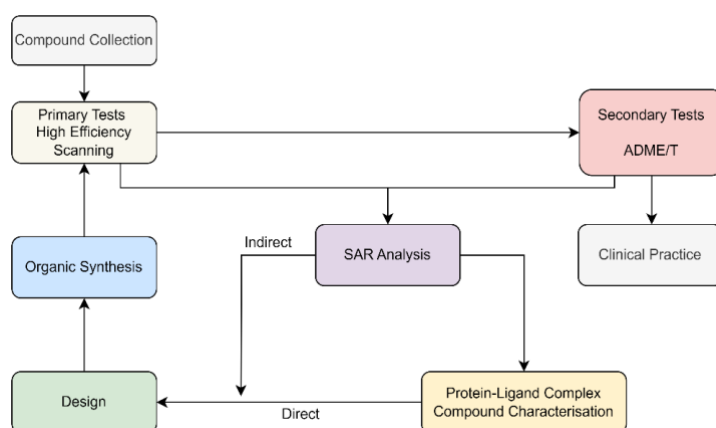 Compound Collection
Primary Tests
High Efficiency
Scanning
Secondary Tests
ADME/T
Indirect
SAR Analysis
Organic Synthesis
Clinical Practice
Design
Direct
Protein-Ligand Complex
Compound Characterisation